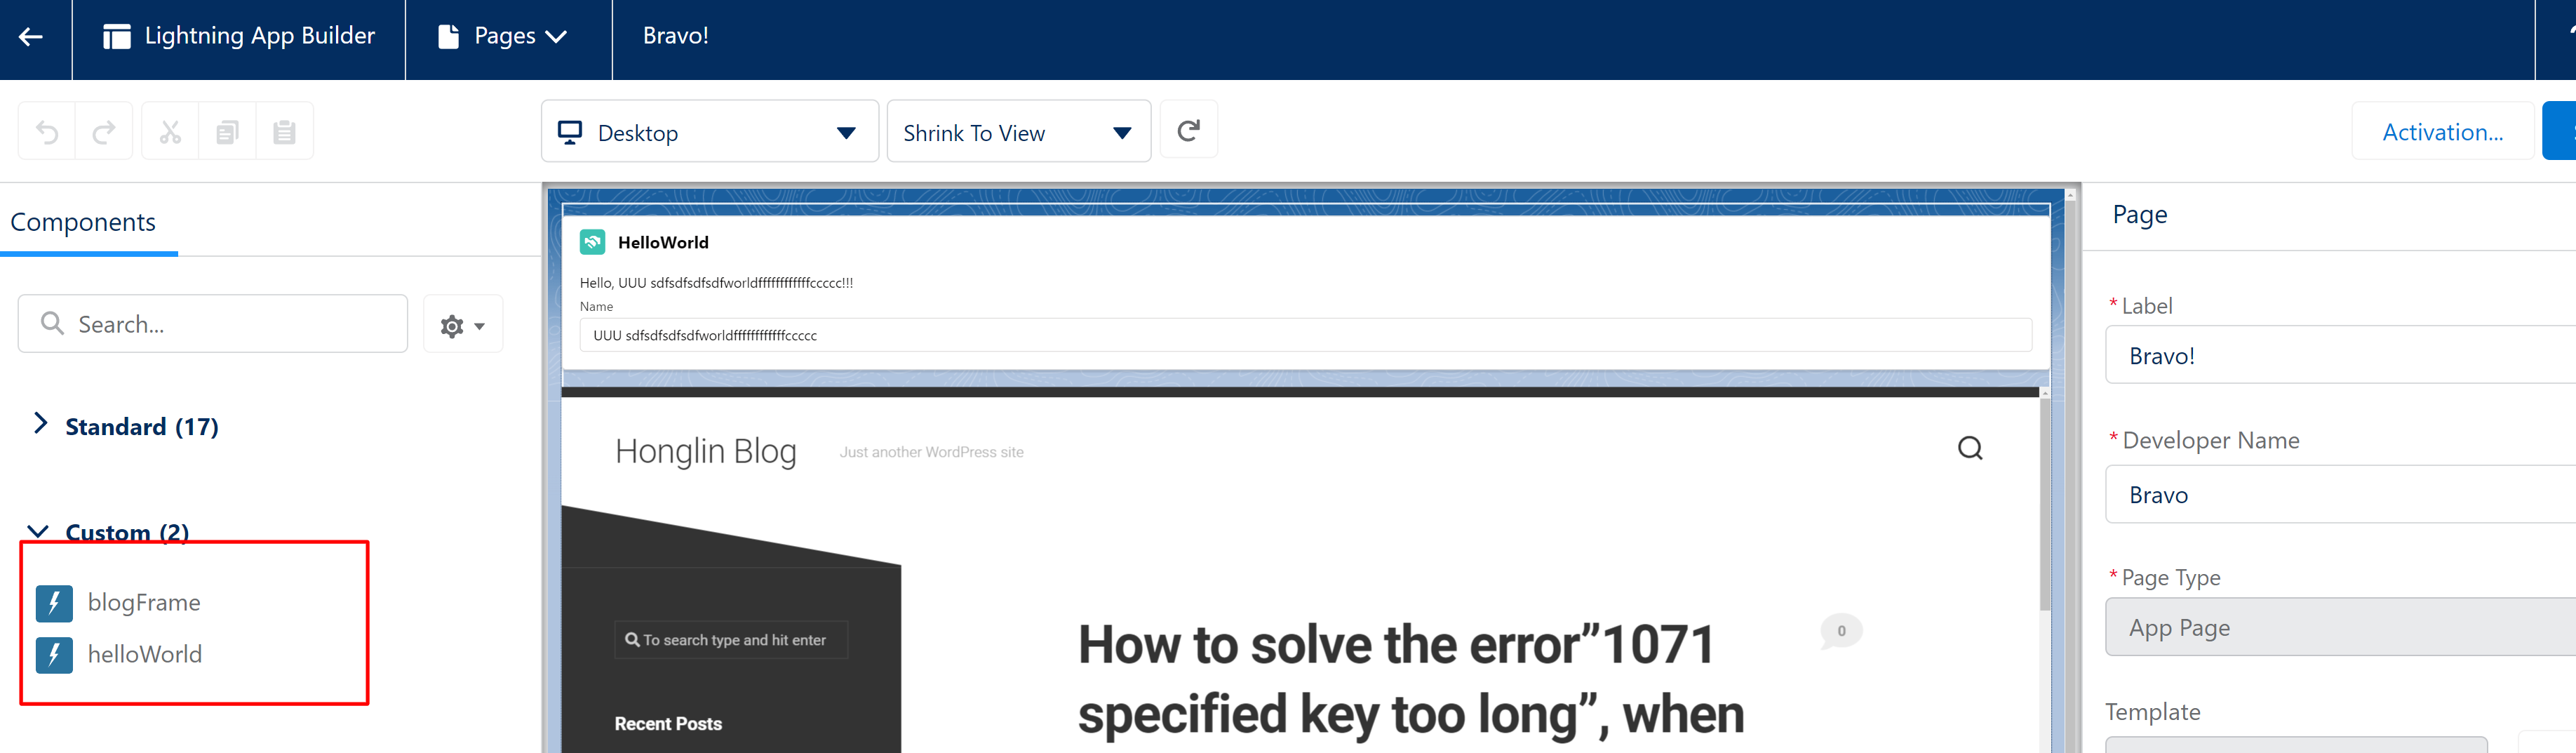 Lightning App Builder
Pages
Bravo!
Desktop
Shrink To View
Activation...
Components
Search...
Standard (17)
Custom (2)
blogFrame
helloWorld
HelloWorld
Hello, UUU sdfsdfsdfsdfworldffffffffffffccccc!!!
Name
UUU sdfsdfsdfsdfworldffffffffffffccccc
Honglin Blog
Just another WordPress site
To search type and hit enter
Recent Posts
How to solve the error”1071
specified key too long”, when
0
Page
* Label
Bravo!
* Developer Name
Bravo
* Page Type
App Page
Template